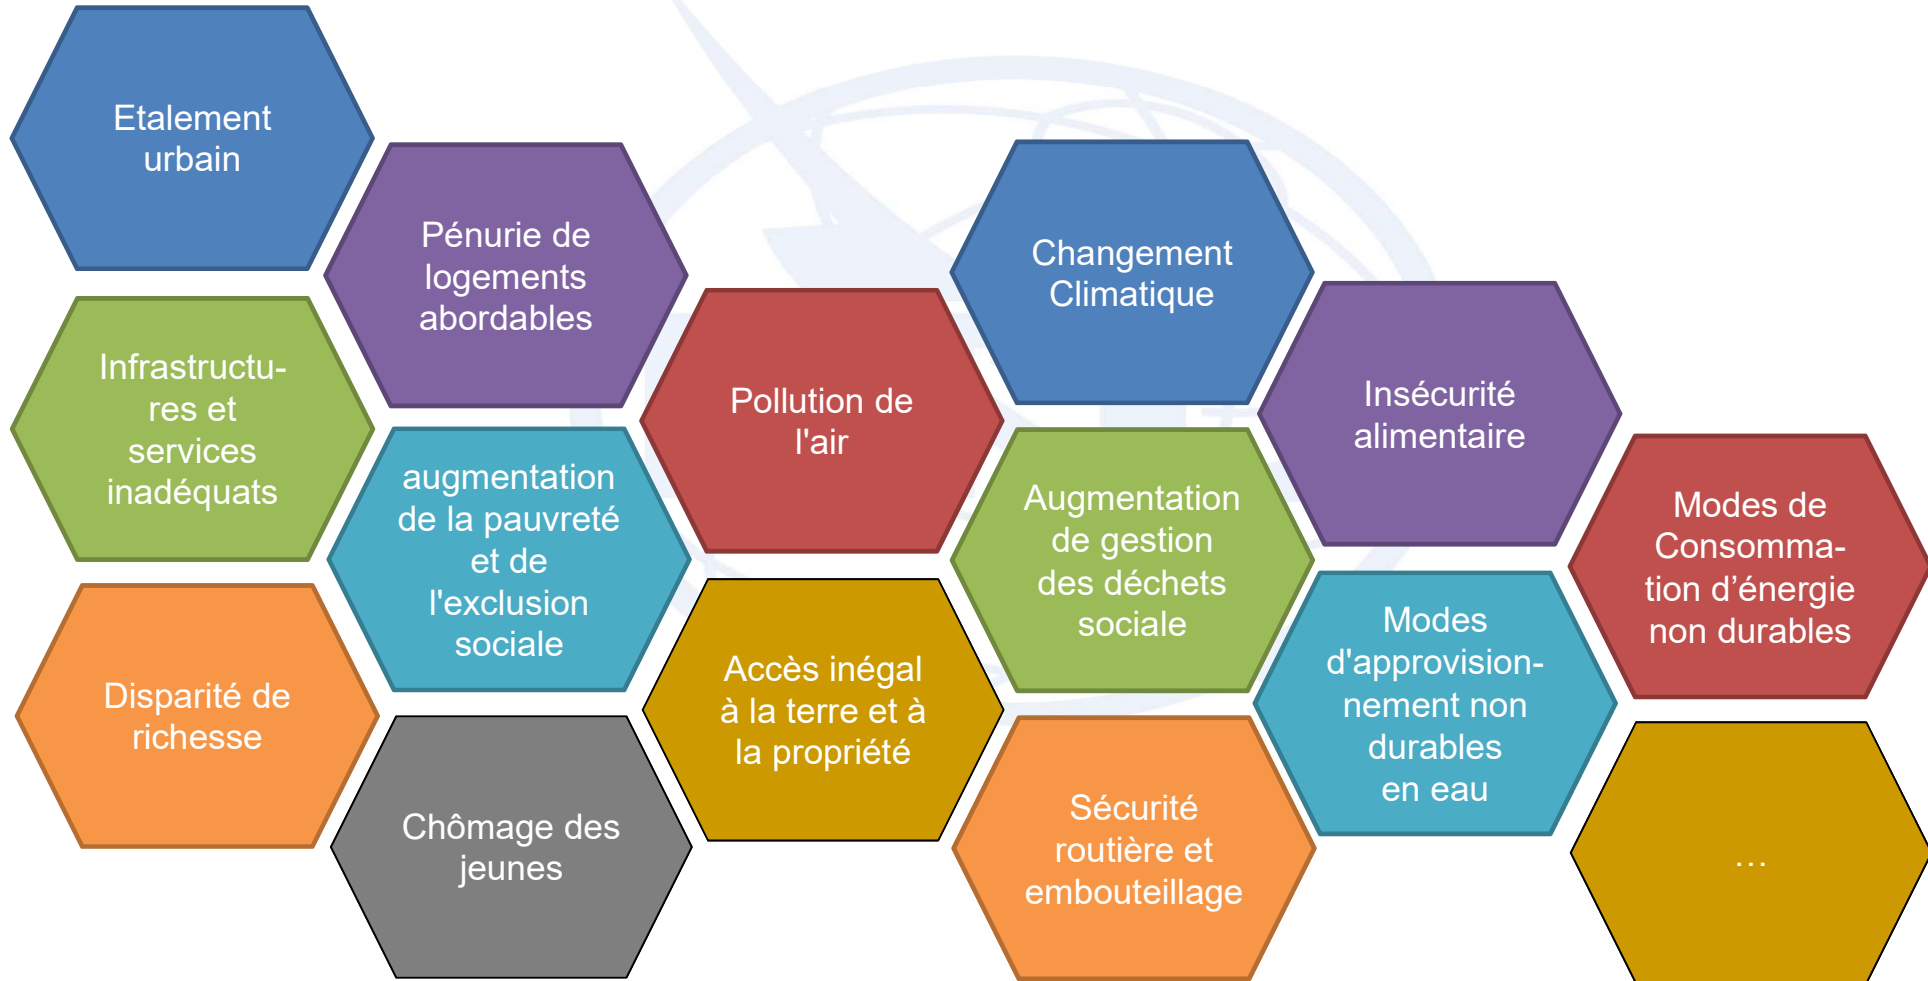 Etalement
urbain
Pénurie de
logements
abordables
Changement
Climatique
Infrastructu-
res et
services
inadéquats
Pollution de
l'air
Insécurité
alimentaire
augmentation
de la pauvreté
et de
l'exclusion
sociale
Augmentation
de gestion
des déchets
sociale
Modes de
Consomma-
tion d’énergie
non durables
Disparité de
richesse
Accès inégal
à la terre et à
la propriété
Modes
d'approvision-
nement non
durables
en eau
Chômage des
jeunes
Sécurité
routière et
embouteillage
…